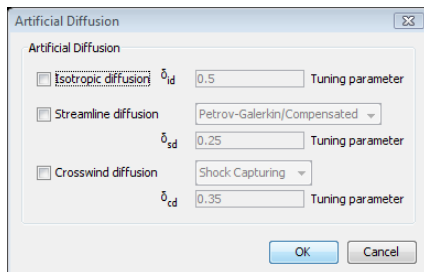 Artificial Diffusion
Artificial Diffusion
Isotropic diffusion δid 0.5 Tuning parameter
Streamline diffusion Petrov-Galerkin/Compensated
δsd 0.25 Tuning parameter
Crosswind diffusion Shock Capturing
δcd 0.35 Tuning parameter
OK Cancel